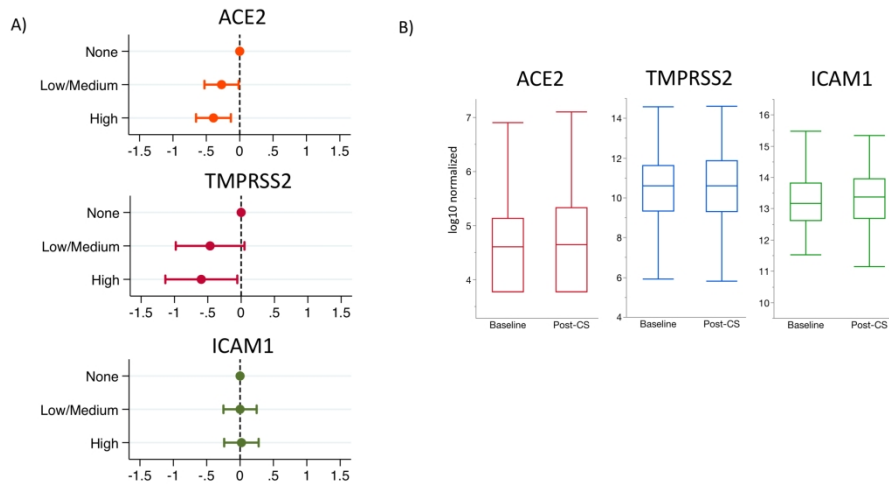 A)
ACE2
None
Low/Medium
High
-1.5 -1 -.5 0 .5 1 1.5
TMPRSS2
None
Low/Medium
High
-1.5 -1 -.5 0 .5 1 1.5
ICAM1
None
Low/Medium
High
-1.5 -1 -.5 0 .5 1 1.5
B)
ACE2
log10 normalized
7
6
5
4
Baseline Post-CS
TMPRSS2
14
12
10
8
6
4
Baseline Post-CS
ICAM1
16
15
14
13
12
11
10
Baseline Post-CS